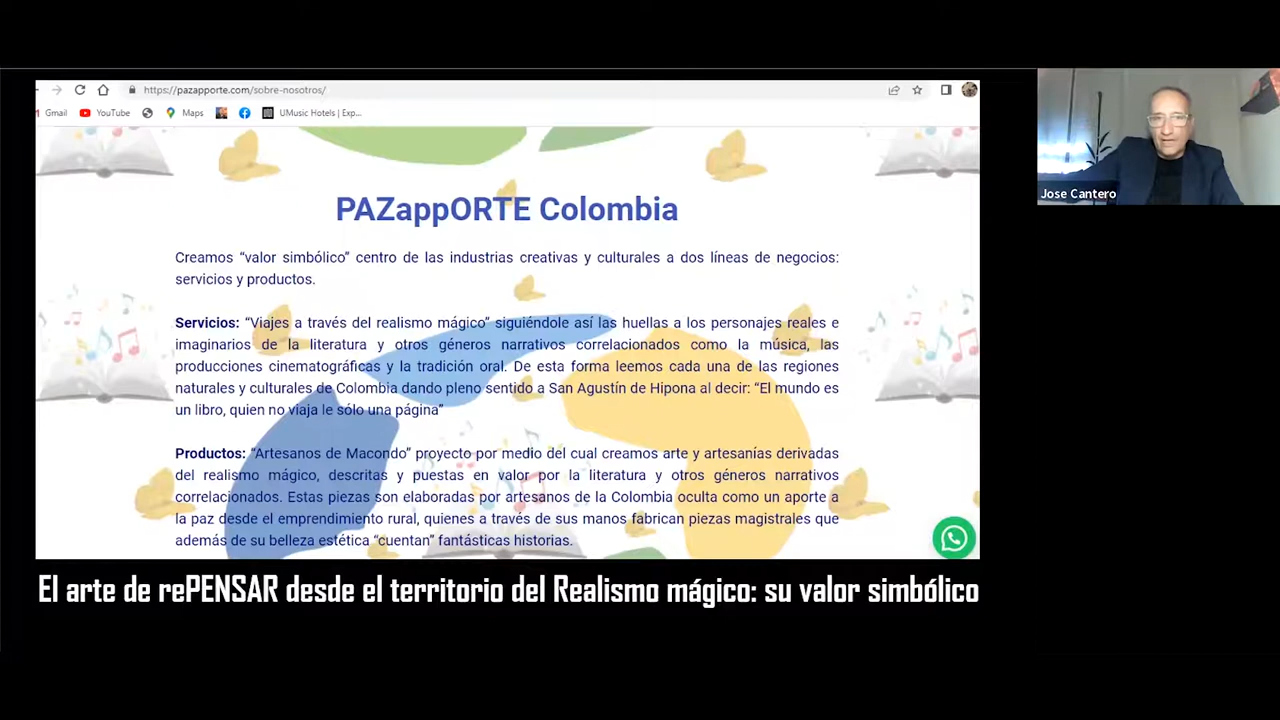 https://pazapporte.com/sobre-nosotros/
Gmail YouTube Maps UMusic Hotels | Exp...
PAZappORTE Colombia
Creamos “valor simbólico” centro de las industrias creativas y culturales a dos líneas de negocios:
servicios y productos.
Servicios: “Viajes a través del realismo mágico” siguiéndole así las huellas a los personajes reales e
imaginarios de la literatura y otros géneros narrativos correlacionados como la música, las
producciones cinematográficas y la tradición oral. De esta forma leemos cada una de las regiones
naturales y culturales de Colombia dando pleno sentido a San Agustín de Hipona al decir: “El mundo es
un libro, quien no viaja le sólo una página”
Productos: “Artesanos de Macondo” proyecto por medio del cual creamos arte y artesanías derivadas
del realismo mágico, descritas y puestas en valor por la literatura y otros géneros narrativos
correlacionados. Estas piezas son elaboradas por artesanos de la Colombia oculta como un aporte a
la paz desde el emprendimiento rural, quienes a través de sus manos fabrican piezas magistrales que
además de su belleza estética “cuentan” fantásticas historias.
El arte de rePENSAR desde el territorio del Realismo mágico: su valor simbólico
Jose Cantero